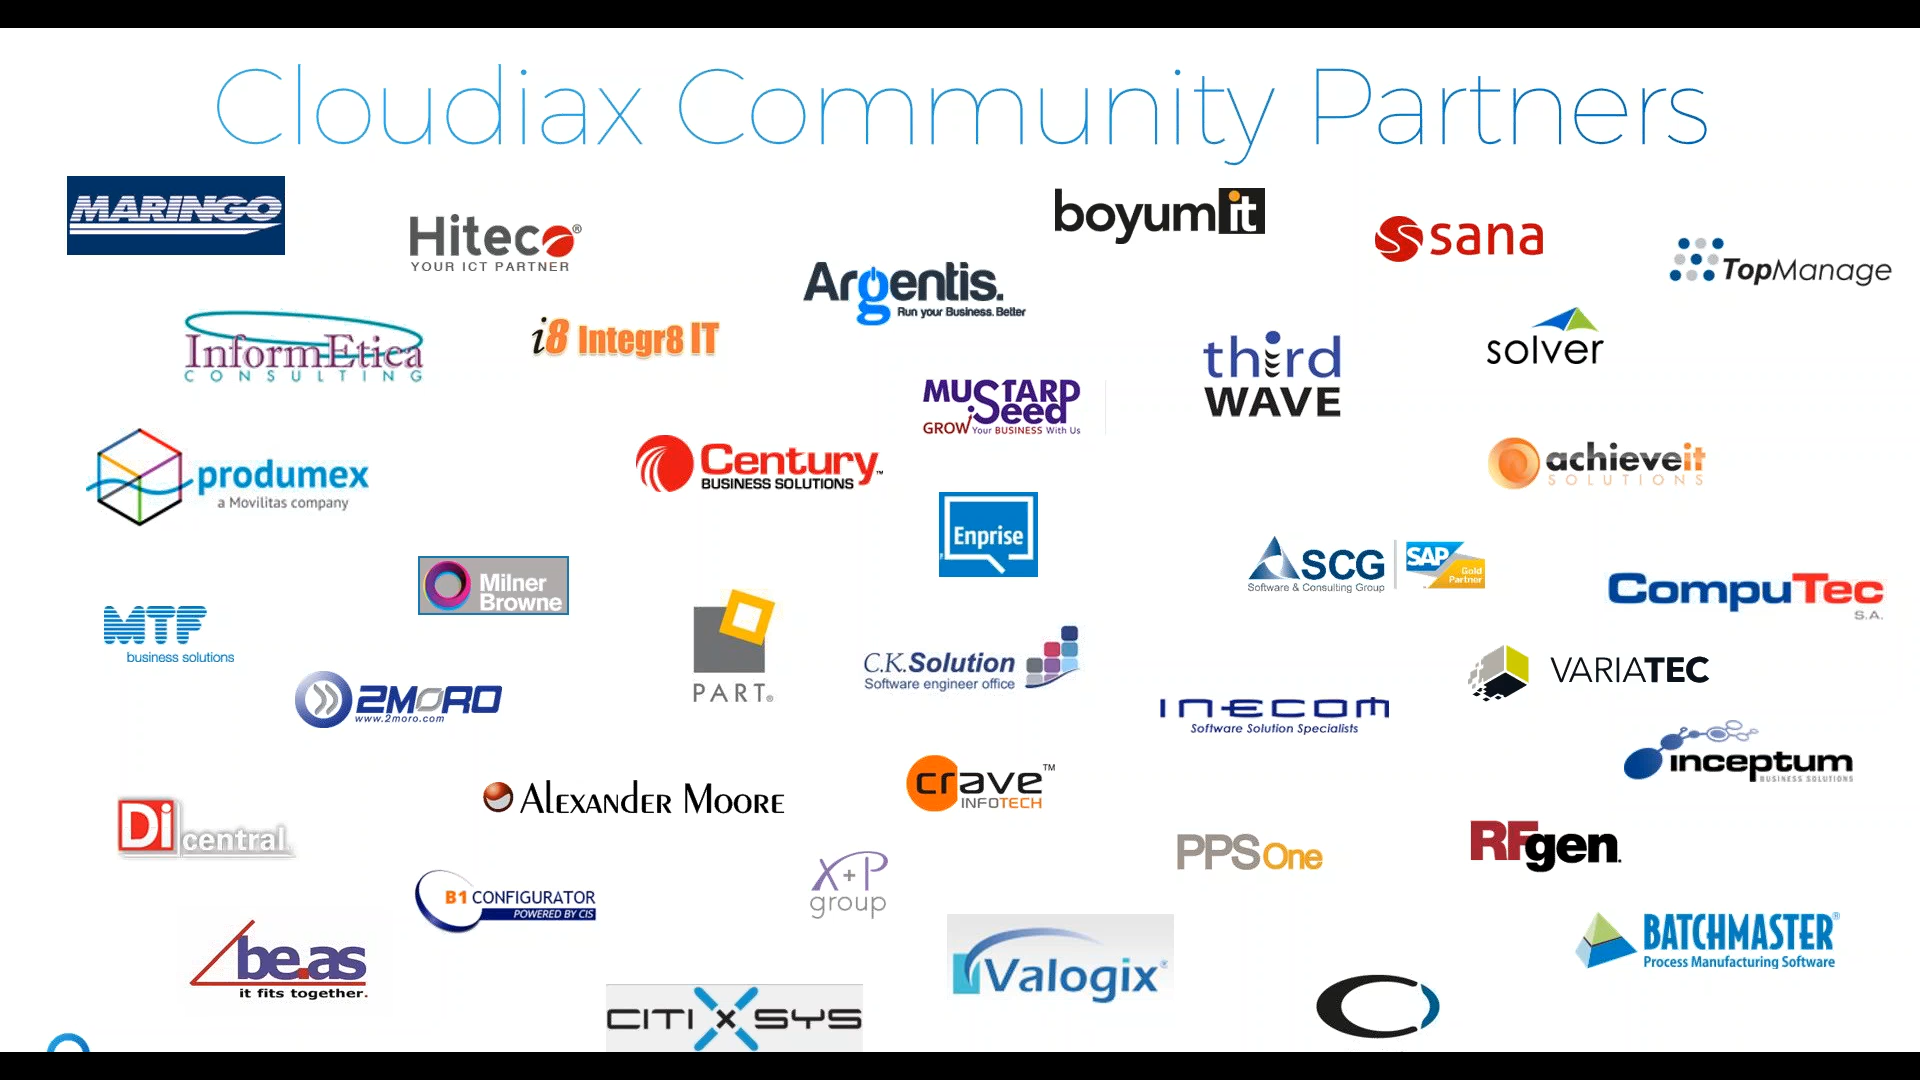 Cloudiax Community Partners
MARINGO
Hiteco®
YOUR ICT PARTNER
boyumit
sana
TopManage
Argentis.
Run your Business. Better
InformEtica
CONSULTING
i8 Integr8 IT
third
WAVE
solver
MUSTARD
Seed
GROW Your BUSINESS With Us
produmex
a Movilitas company
Century™
BUSINESS SOLUTIONS
achieveit
SOLUTIONS
Enprise
SCG
Software & Consulting Group
SAP
Gold
Partner
Milner
Browne
CompuTec
S.A.
MTF
business solutions
PART®
C.K.Solution
Software engineer office
VARIATEC
2MoRO
www.2moro.com
INECOM
Software Solution Specialists
inceptum
BUSINESS SOLUTIONS
ALEXANDER MOORE
crave™
INFOTECH
Di central
PPSOne
RFgen.
X+P
group
B1 CONFIGURATOR
POWERED BY CIS
be.as
it fits together.
Valogix®
BATCHMASTER®
Process Manufacturing Software
CITIXSYS